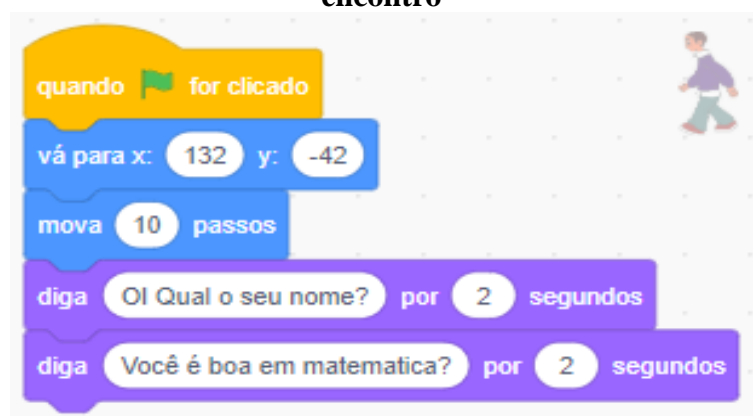 encontro
quando for clicado
vá para x: 132 y: -42
mova 10 passos
diga OI Qual o seu nome? por 2 segundos
diga Você é boa em matematica? por 2 segundos